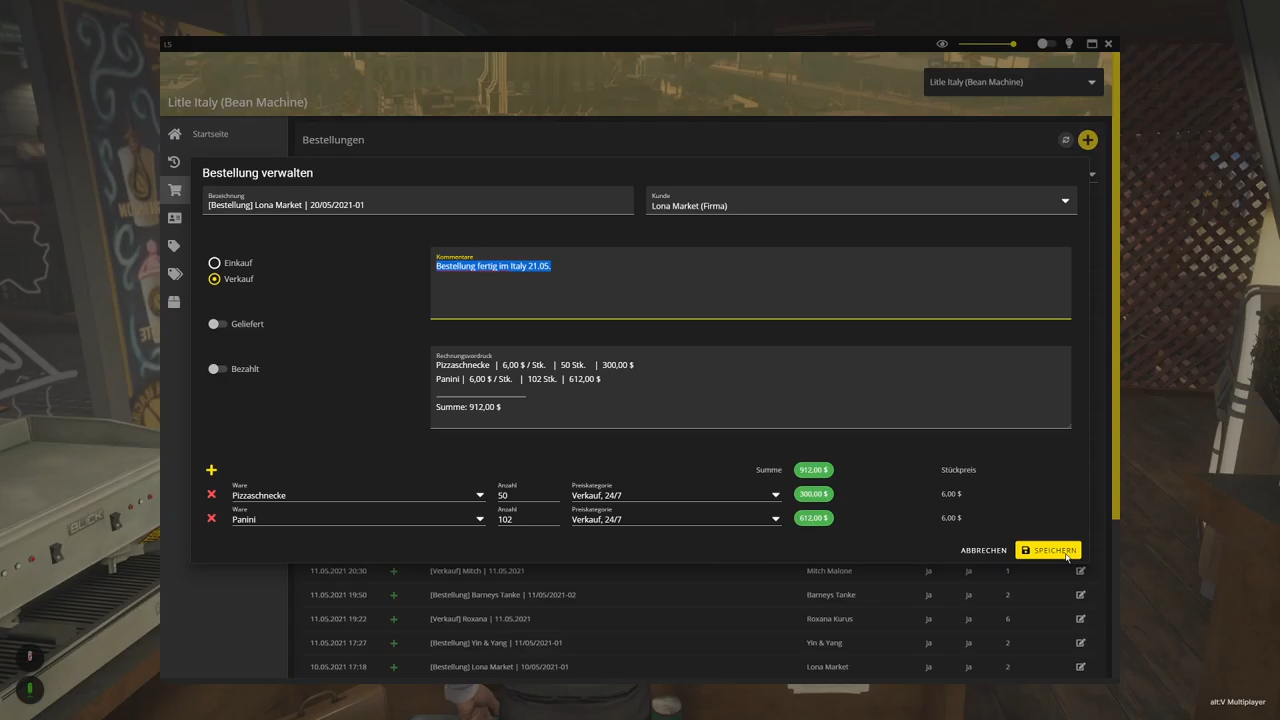 LS
Litle Italy (Bean Machine)
Litle Italy (Bean Machine)
Startseite
Bestellungen
Bestellung verwalten
Bezeichnung
[Bestellung] Lona Market | 20/05/2021-01
Kunde
Lona Market (Firma)
Einkauf
Verkauf
Geliefert
Bezahlt
Kommentare
Bestellung fertig im Italy 21.05.
Rechnungsvordruck
Pizzaschnecke | 6,00 $ / Stk. | 50 Stk. | 300,00 $
Panini | 6,00 $ / Stk. | 102 Stk. | 612,00 $
Summe: 912,00 $
Summe 912,00 $ Stückpreis
Ware Anzahl Preiskategorie
Pizzaschnecke 50 Verkauf, 24/7 300,00 $ 6,00 $
Ware Anzahl Preiskategorie
Panini 102 Verkauf, 24/7 612,00 $ 6,00 $
ABBRECHEN SPEICHERN
11.05.2021 20:30 [Verkauf] Mitch | 11.05.2021 Mitch Malone Ja Ja 1
11.05.2021 19:50 [Bestellung] Barneys Tanke | 11/05/2021-02 Barneys Tanke Ja Ja 2
11.05.2021 19:22 [Verkauf] Roxana | 11.05.2021 Roxana Kurus Ja Ja 6
11.05.2021 17:27 [Bestellung] Yin & Yang | 11/05/2021-01 Yin & Yang Ja Ja 2
10.05.2021 17:18 [Bestellung] Lona Market | 10/05/2021-01 Lona Market Ja Ja 2
alt:V Multiplayer